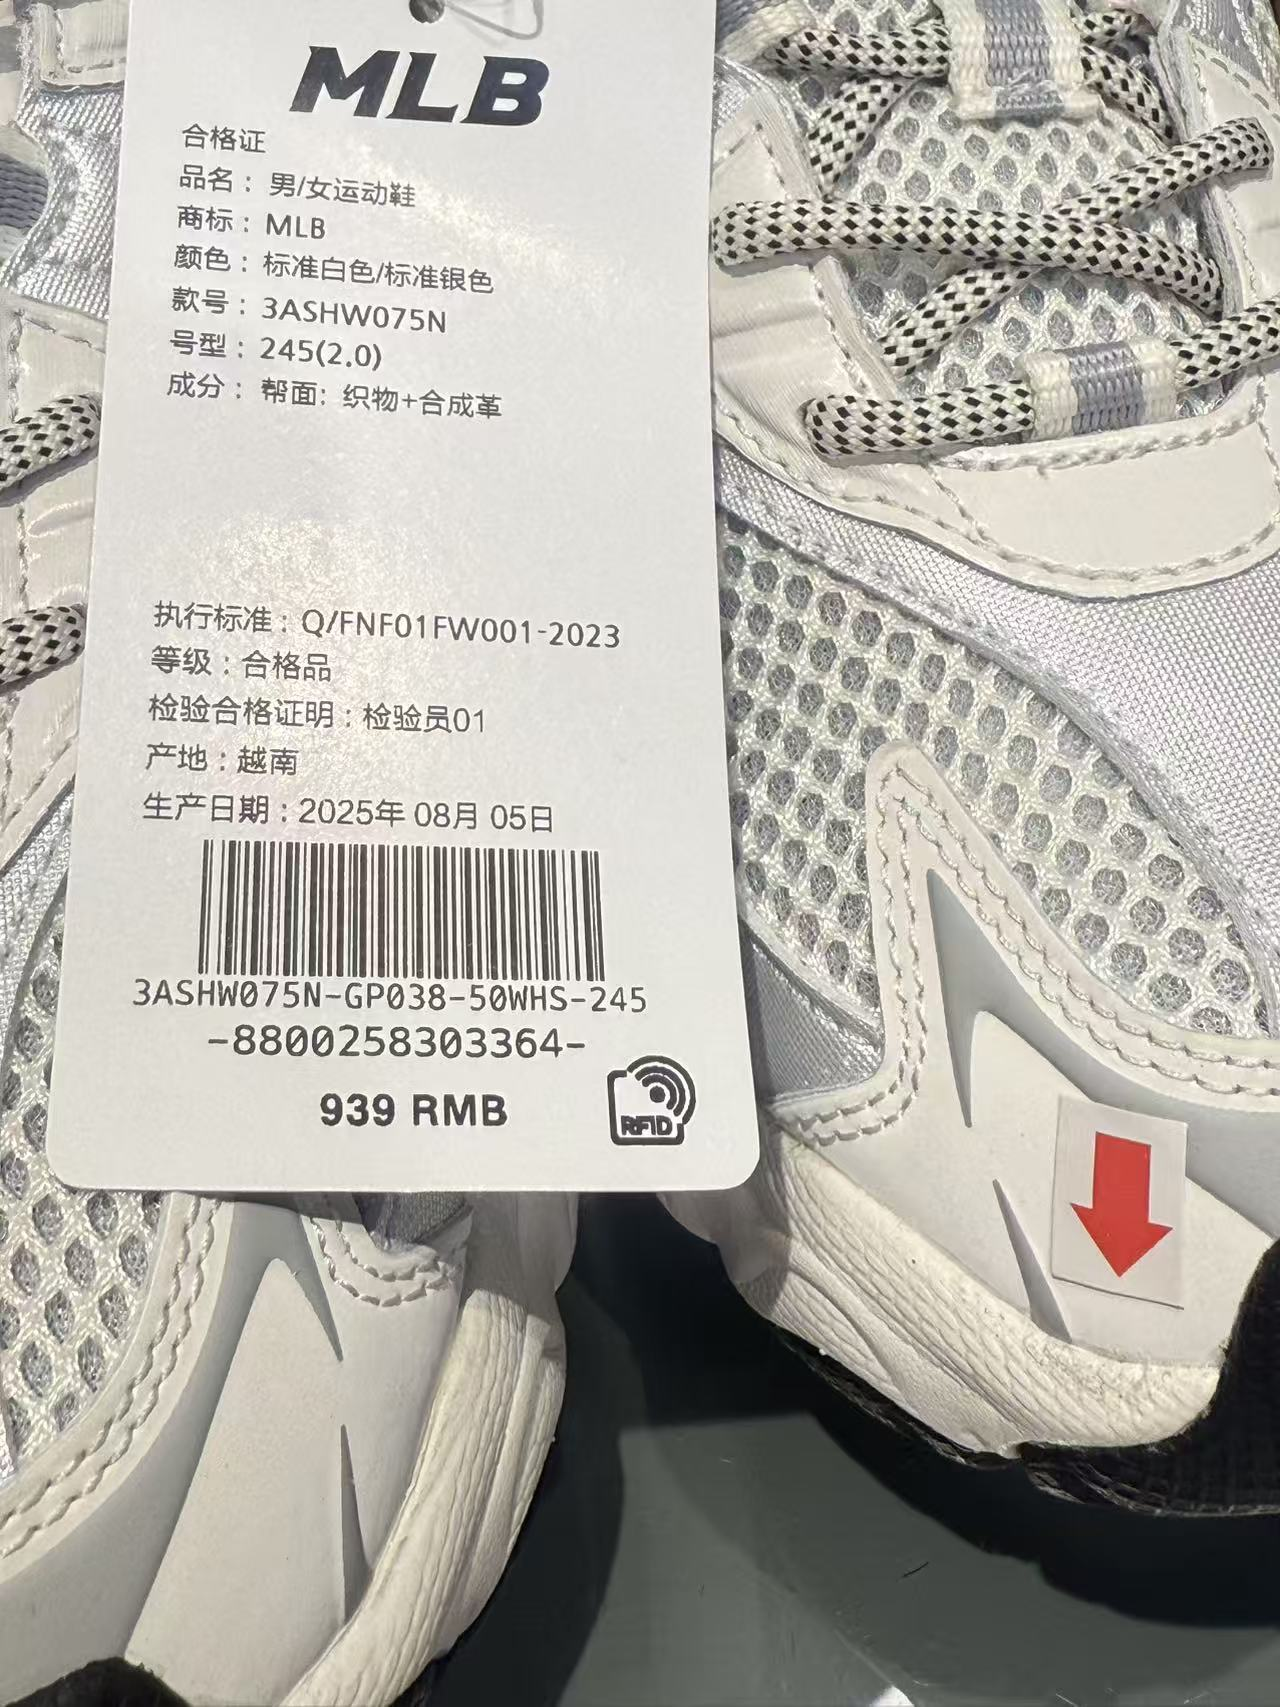 MLB
合格证
品名：男/女运动鞋
商标：MLB
颜色：标准白色/标准银色
款号：3ASHW075N
号型：245(2.0)
成分：帮面：织物+合成革
执行标准：Q/FNF01FW001-2023
等级：合格品
检验合格证明：检验员01
产地：越南
生产日期：2025年 08月 05日
3ASHW075N-GP038-50WHS-245
-8800258303364-
939 RMB
RFID